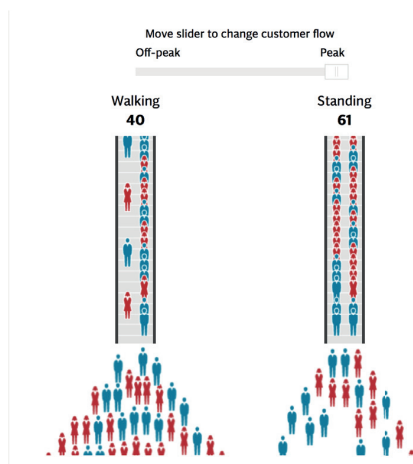 Move slider to change customer flow
Off-peak Peak
Walking Standing
40 61